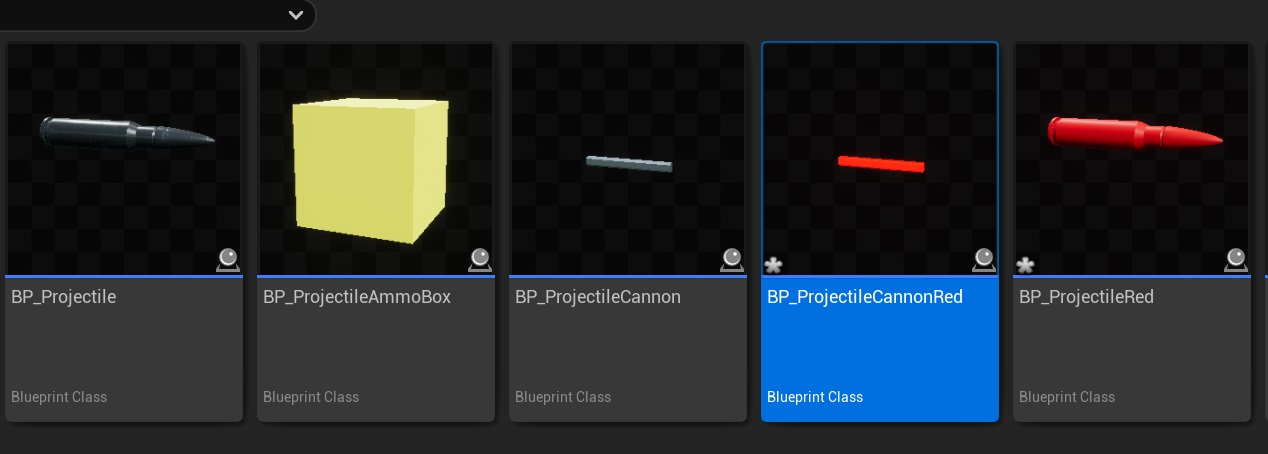 BP_Projectile
BP_ProjectileAmmoBox
BP_ProjectileCannon
BP_ProjectileCannonRed
BP_ProjectileRed
Blueprint Class
Blueprint Class
Blueprint Class
Blueprint Class
Blueprint Class